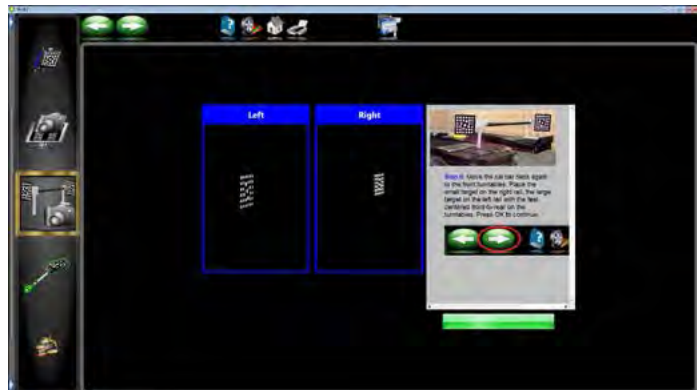 Left
Right
Step 8: Move the cal bar back again
to the front turntables. Place the
small target on the right rail, the large
target on the left rail with the feet
centered front-to-rear on the
turntables. Press OK to continue.